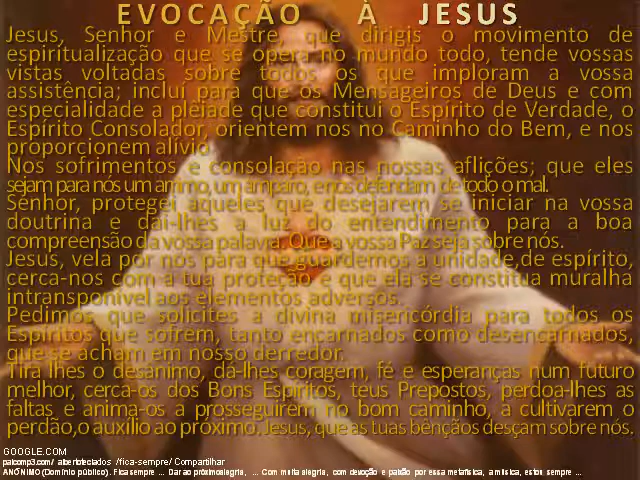 EVOCAÇÃO À JESUS
Jesus, Senhor e Mestre, que dirigis o movimento de
espiritualização que se opera no mundo todo, tende vossas
vistas voltadas sobre todos os que imploram a vossa
assistência; inclui para que os Mensageiros de Deus e com
especialidade a plêiade que constitui o Espírito de Verdade, o
Espírito Consolador, orientem nos no Caminho do Bem, e nos
proporcionem alívio.
Nos sofrimentos e consolação nas nossas aflições; que eles
sejam para nós um ânimo, um amparo, e nos defendam de todo o mal.
Senhor, protegei aqueles que desejarem se iniciar na vossa
doutrina e dai-lhes a luz do entendimento para a boa
compreensão da vossa palavra. Que a vossa Paz seja sobre nós.
Jesus, vela por nós para que guardemos a unidade,de espírito,
cerca-nos com a tua proteção e que ela se constitua muralha
intransponível aos elementos adversos.
Pedimos que solicites a divina misericórdia para todos os
Espíritos que sofrem, tanto encarnados como desencarnados,
que se acham em nosso derredor.
Tira lhes o desânimo, dá-lhes coragem, fé e esperanças num futuro
melhor, cerca-os dos Bons Espíritos, teus Prepostos, perdoa-lhes as
faltas e anima-os a prosseguirem no bom caminho, a cultivarem o
perdão,o auxílio ao próximo. Jesus, que as tuas bênçãos desçam sobre nós.
GOOGLE.COM
palcomp3.com/ /fica-sempre/ Compartilhar
ANÔNIMO (Domínio público). Fica sempre ... Dar ao próximo alegria, ... Com muita alegria, com devoção e paixão por essa metafísica, a música, estou sempre ...